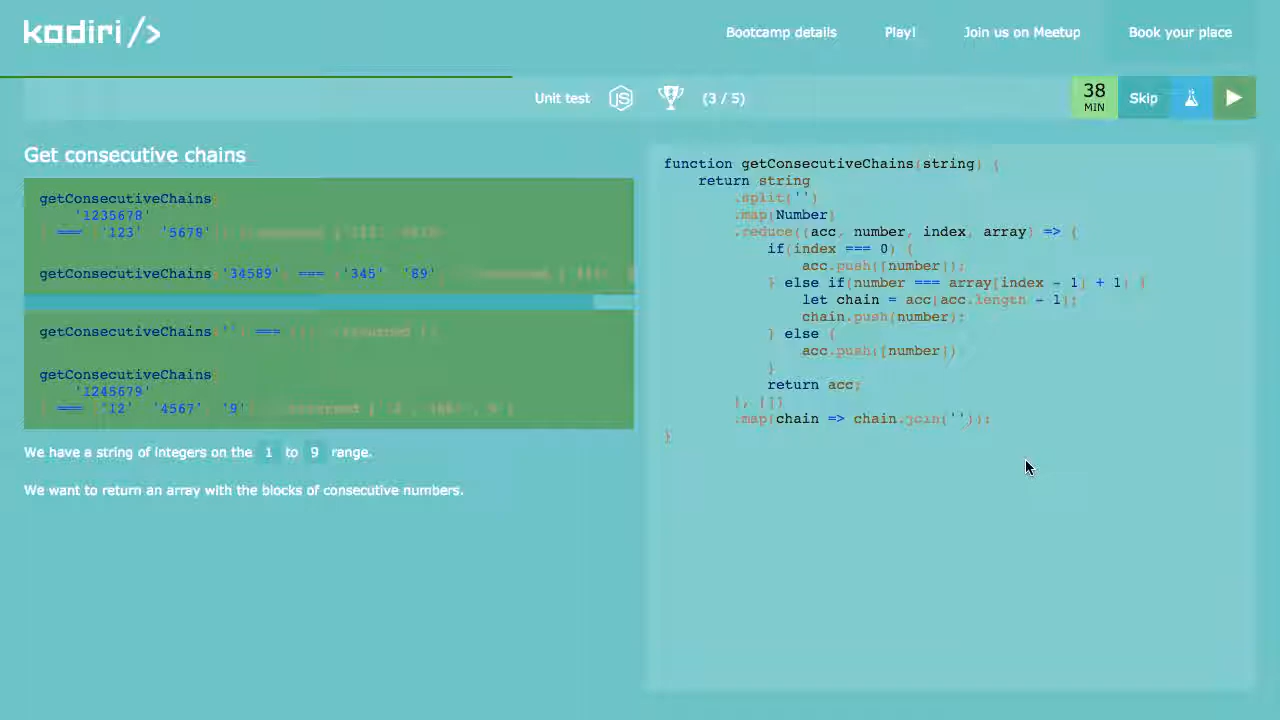 kodiri />
Bootcamp details
Play!
Join us on Meetup
Book your place
Unit test
JS
(3 / 5)
38
MIN
Skip
Get consecutive chains
getConsecutiveChains(
'1235678'
) === ['123', '5678']
getConsecutiveChains('34589') === ['345', '89']
getConsecutiveChains('') === []; //returned []
getConsecutiveChains(
'1245679'
) === ['12', '4567', '9']
We have a string of integers on the 1 to 9 range.
We want to return an array with the blocks of consecutive numbers.
function getConsecutiveChains(string) {
return string
.split('')
.map(Number)
.reduce((acc, number, index, array) => {
if(index === 0) {
acc.push([number]);
} else if(number === array[index - 1] + 1) {
let chain = acc[acc.length - 1];
chain.push(number);
} else {
acc.push([number])
}
return acc;
}, [])
.map(chain => chain.join(''));
}